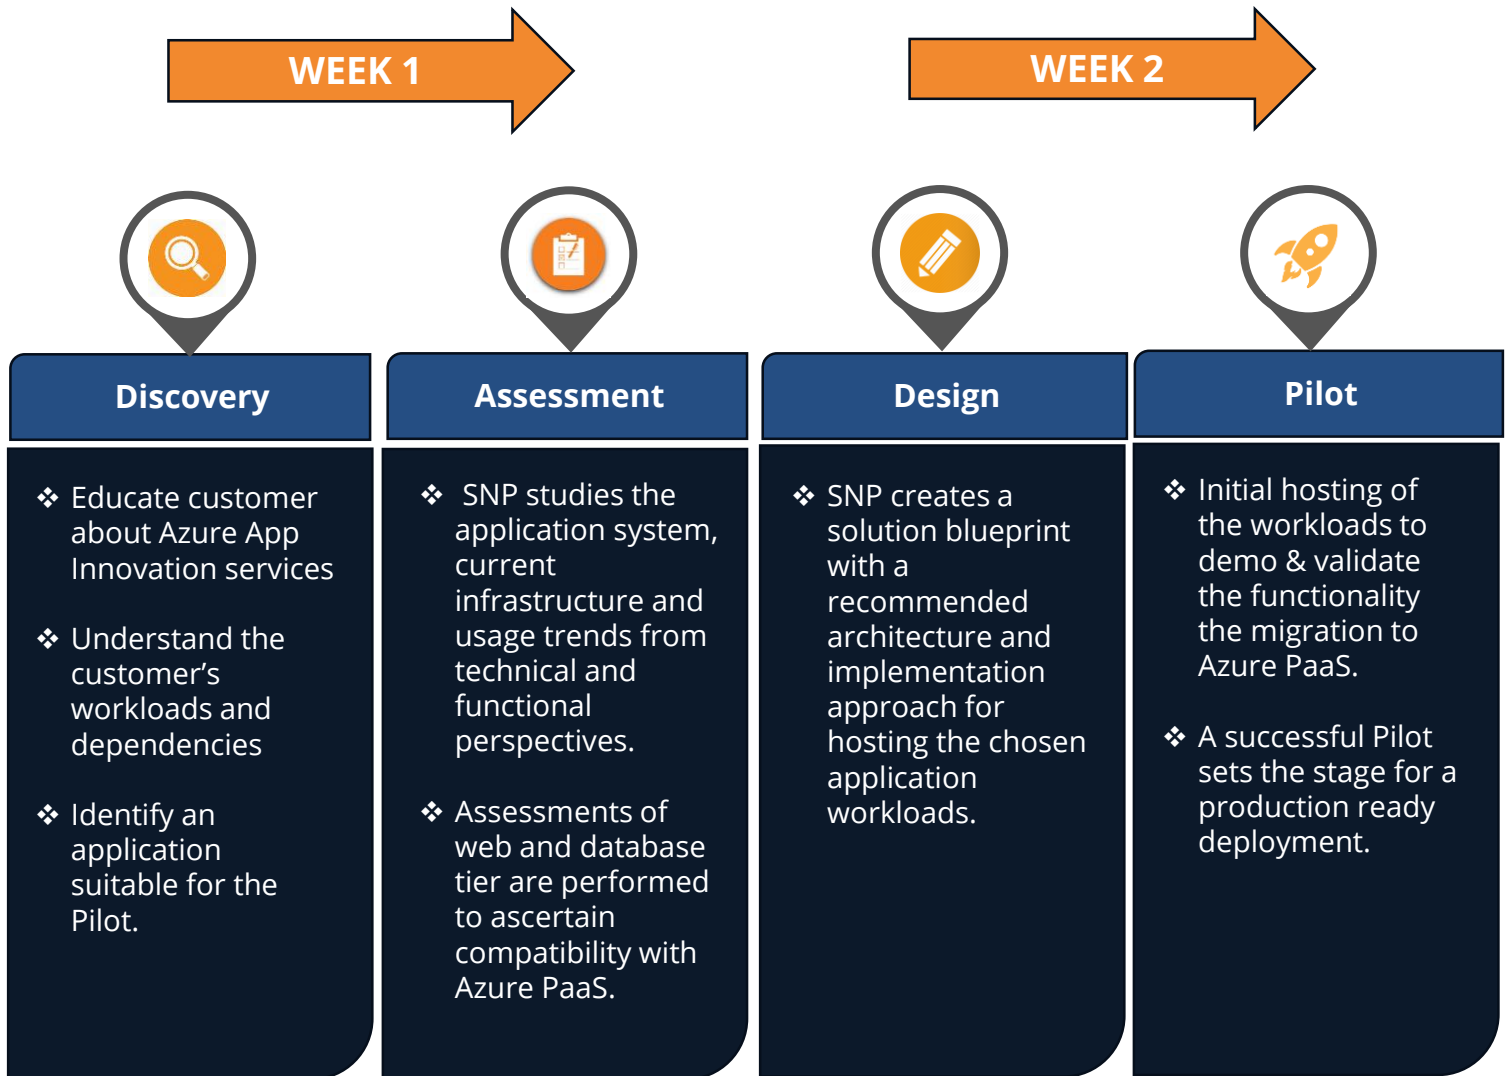 WEEK 1
WEEK 2
Discovery
❖ Educate customer
about Azure App
Innovation services
❖ Understand the
customer’s
workloads and
dependencies
❖ Identify an
application
suitable for the
Pilot.
Assessment
❖ SNP studies the
application system,
current
infrastructure and
usage trends from
technical and
functional
perspectives.
❖ Assessments of
web and database
tier are performed
to ascertain
compatibility with
Azure PaaS.
Design
❖ SNP creates a
solution blueprint
with a
recommended
architecture and
implementation
approach for
hosting the chosen
application
workloads.
Pilot
❖ Initial hosting of
the workloads to
demo & validate
the functionality
the migration to
Azure PaaS.
❖ A successful Pilot
sets the stage for a
production ready
deployment.